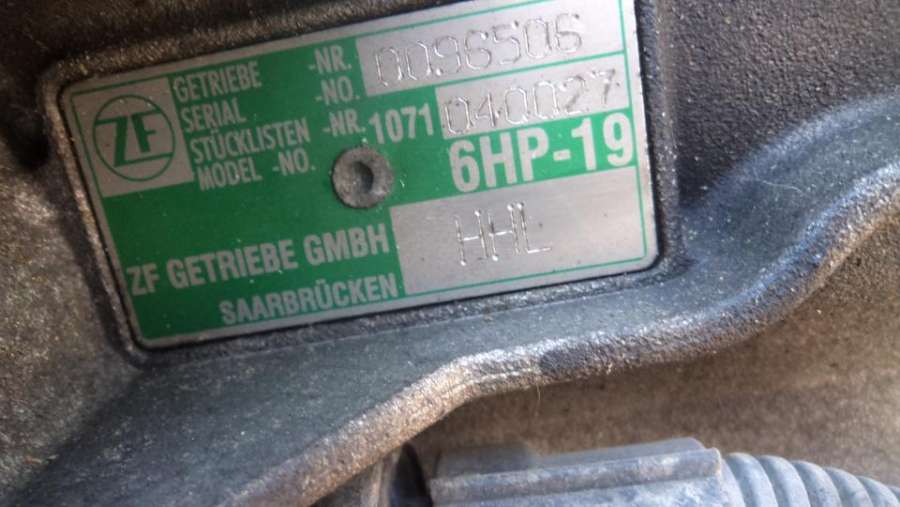 ZF
GETRIEBE -NR. 0096506
SERIAL -NO.
STÜCKLISTEN -NR. 1071 040027
MODEL -NO.
6HP-19
ZF GETRIEBE GMBH HHL
SAARBRÜCKEN